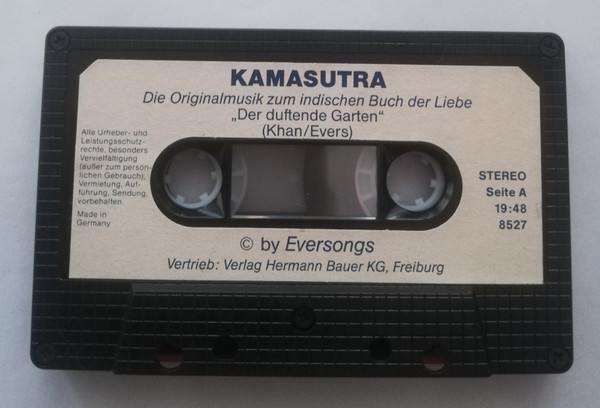 KAMASUTRA
Die Originalmusik zum indischen Buch der Liebe
„Der duftende Garten“
(Khan/Evers)
Alle Urheber- und
Leistungsschutz-
rechte, besonders
Vervielfältigung
(außer zum persön-
lichen Gebrauch),
Vermietung, Auf-
führung, Sendung,
vorbehalten.
Made in
Germany
STEREO
Seite A
19:48
8527
© by Eversongs
Vertrieb: Verlag Hermann Bauer KG, Freiburg